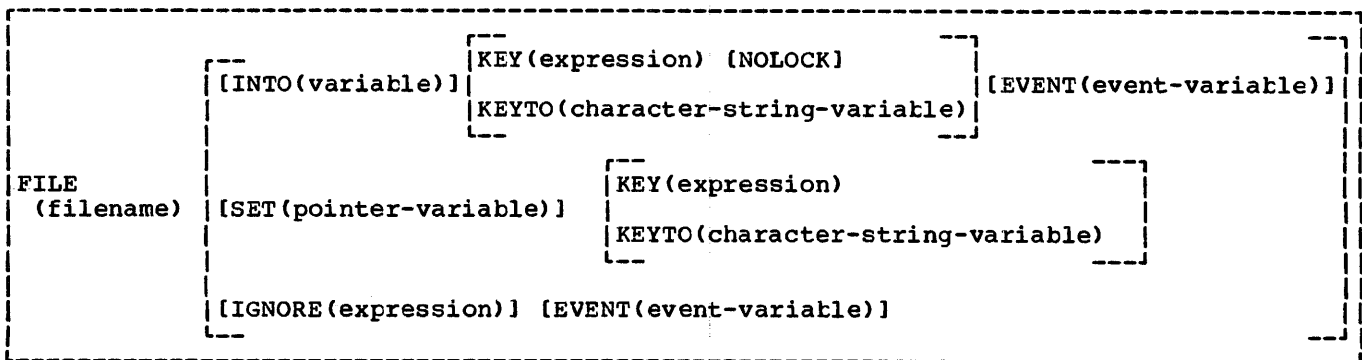 KEY(expression) [NOLOCK]
[INTO(variable)] [EVENT(event-variable)]
KEYTO(character-string-variable)
FILE KEY(expression)
(filename) [SET(pointer-variable)]
KEYTO(character-string-variable)
[IGNORE(expression)] [EVENT(event-variable)]